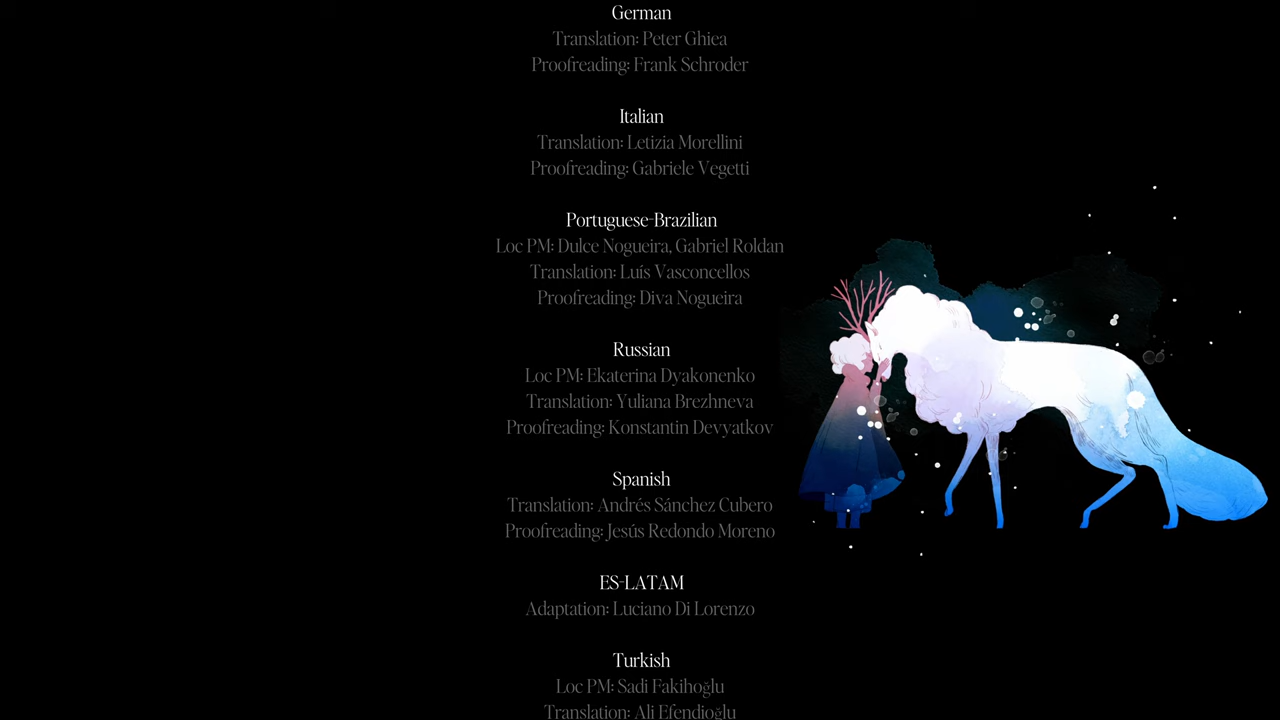 German
Translation: Peter Ghiea
Proofreading: Frank Schroder
Italian
Translation: Letizia Morellini
Proofreading: Gabriele Vegetti
Portuguese-Brazilian
Loc PM: Dulce Nogueira, Gabriel Roldan
Translation: Luís Vasconcellos
Proofreading: Diva Nogueira
Russian
Loc PM: Ekaterina Dyakonenko
Translation: Yuliana Brezhneva
Proofreading: Konstantin Devyatkov
Spanish
Translation: Andrés Sánchez Cubero
Proofreading: Jesús Redondo Moreno
ES-LATAM
Adaptation: Luciano Di Lorenzo
Turkish
Loc PM: Sadi Fakihoğlu
Translation: Ali Efendioğlu